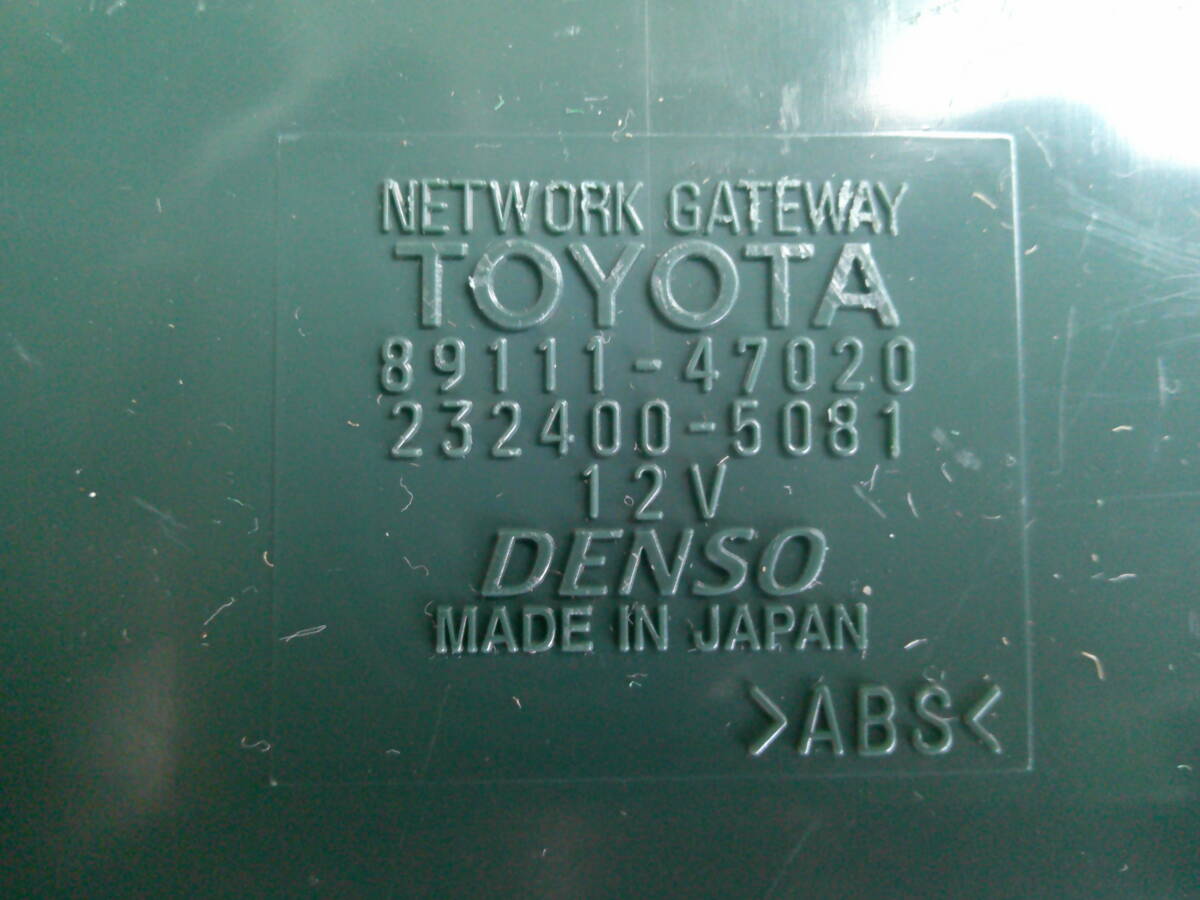 NETWORK GATEWAY
TOYOTA
89111-47020
232400-5081
12V
DENSO
MADE IN JAPAN
>ABS<